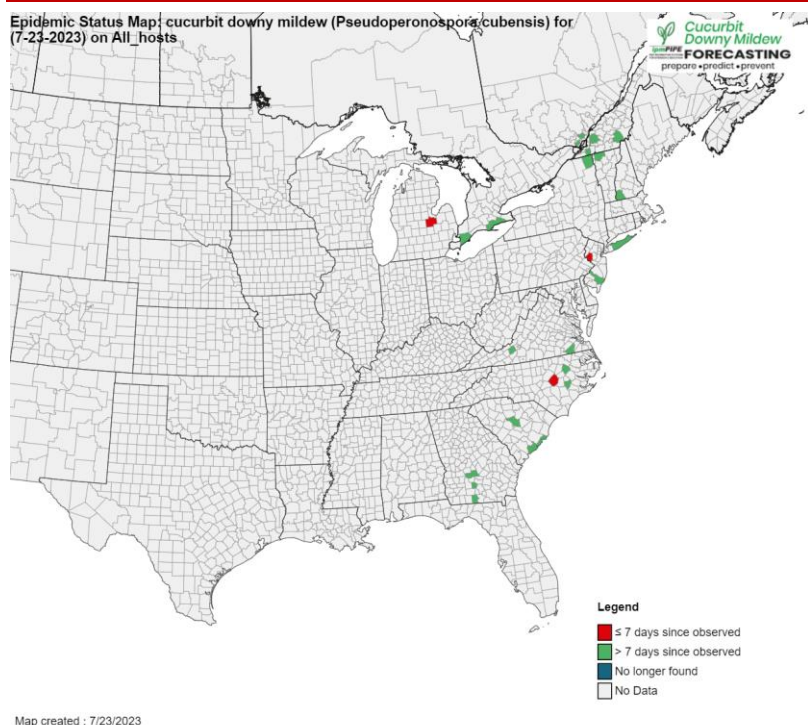 Epidemic Status Map: cucurbit downy mildew (Pseudoperonospora cubensis) for
(7-23-2023) on All_hosts
Cucurbit
Downy Mildew
ipmPIPE FORECASTING
prepare • predict • prevent
Legend
≤ 7 days since observed
> 7 days since observed
No longer found
No Data
Map created : 7/23/2023